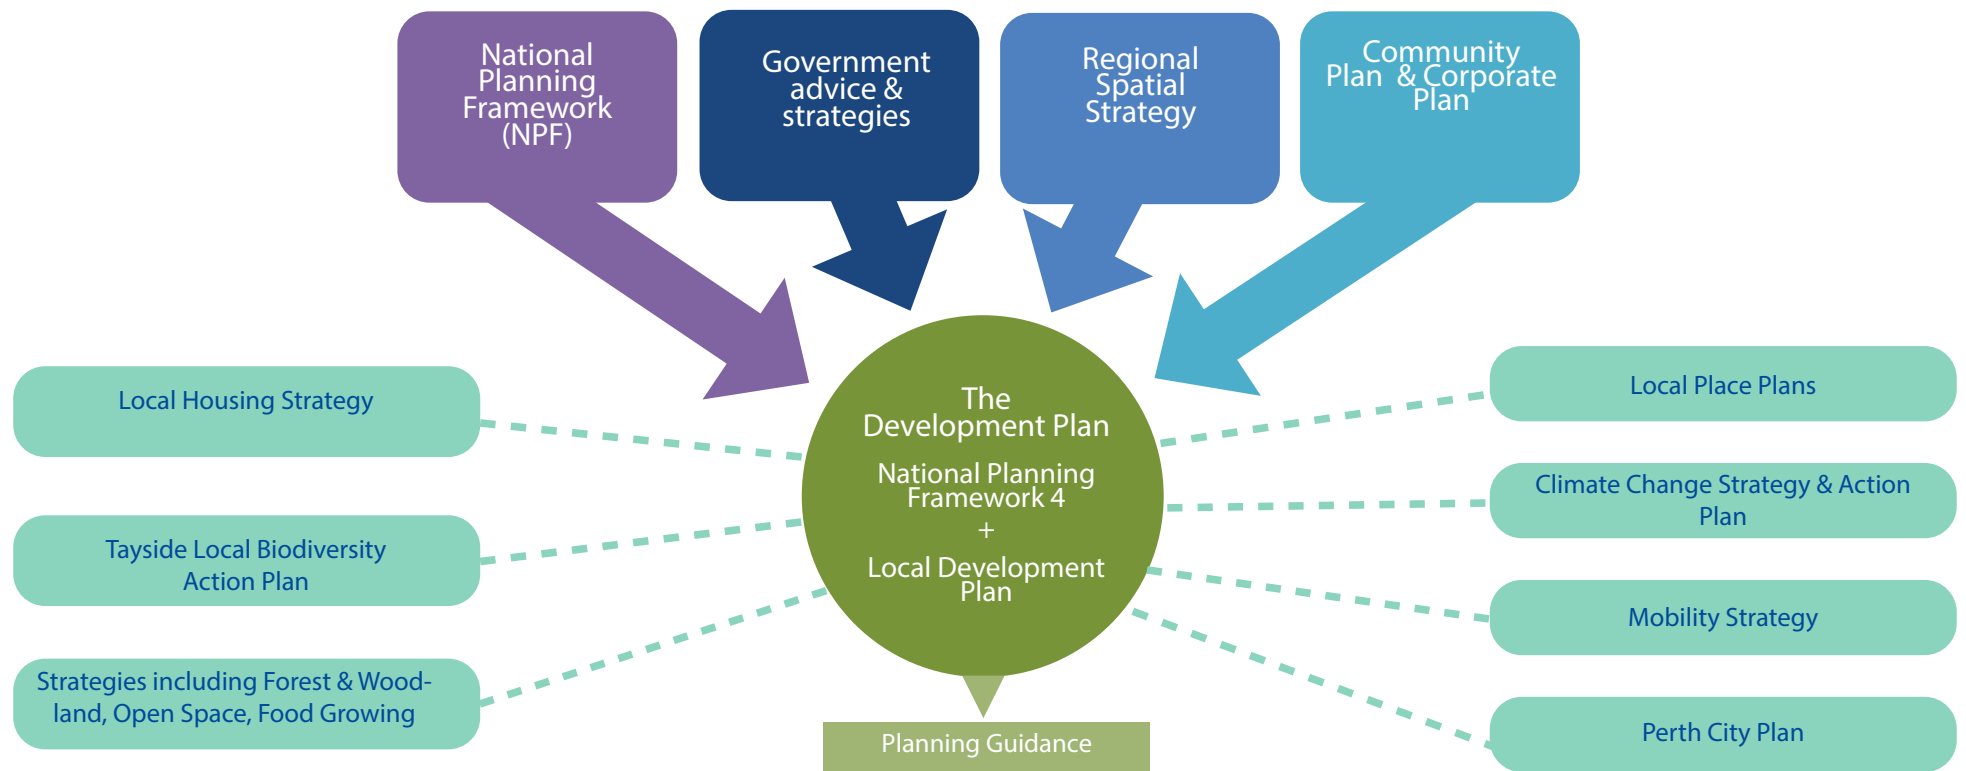 National
Planning
Framework
(NPF)
Government
advice &
strategies
Regional
Spatial
Strategy
Community
Plan & Corporate
Plan
Local Housing Strategy
Tayside Local Biodiversity
Action Plan
Strategies including Forest & Wood-
land, Open Space, Food Growing
The
Development Plan
National Planning
Framework 4
+
Local Development
Plan
Planning Guidance
Local Place Plans
Climate Change Strategy & Action
Plan
Mobility Strategy
Perth City Plan